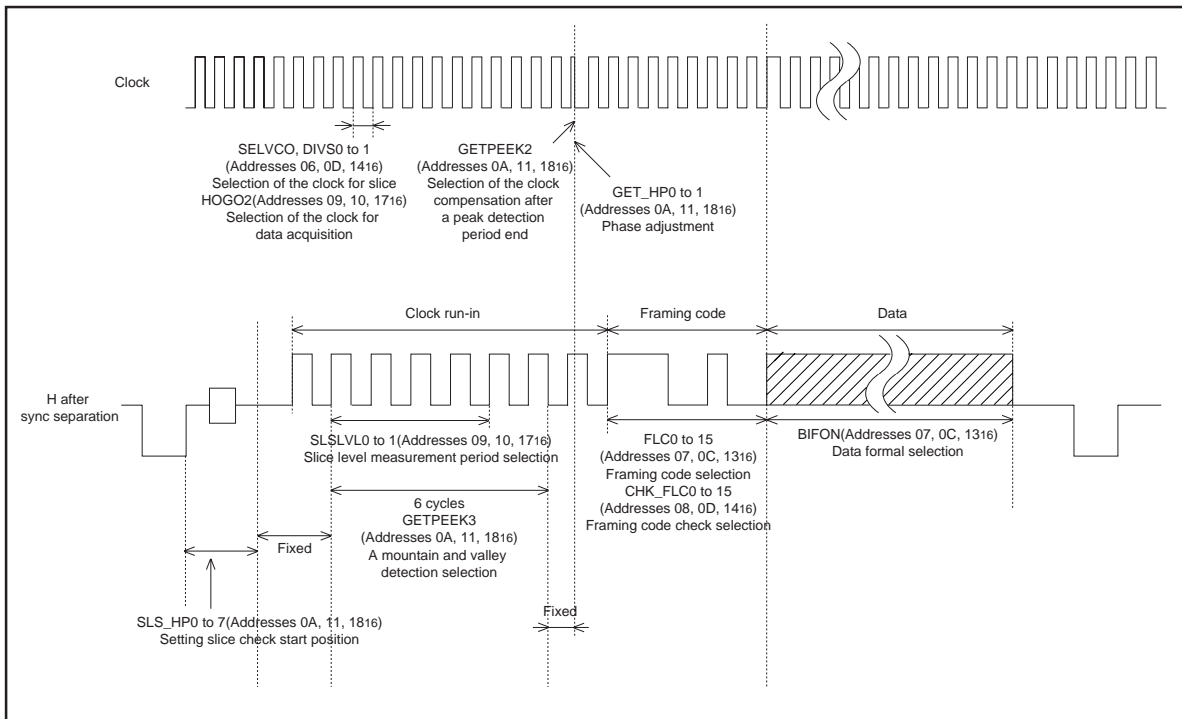 Clock
SELVCO, DIVS0 to 1
(Addresses 06, 0D, 1416)
Selection of the clock for slice
HOGO2(Addresses 09, 10, 1716)
Selection of the clock for
data acquisition
GETPEEK2
(Addresses 0A, 11, 1816)
Selection of the clock
compensation after
a peak detection
period end
GET_HP0 to 1
(Addresses 0A, 11, 1816)
Phase adjustment
Clock run-in
Framing code
Data
H after
sync separation
SLSLVL0 to 1(Addresses 09, 10, 1716)
Slice level measurement period selection
FLC0 to 15
(Addresses 07, 0C, 1316)
Framing code selection
CHK_FLC0 to 15
(Addresses 08, 0D, 1416)
Framing code check selection
BIFON(Addresses 07, 0C, 1316)
Data formal selection
6 cycles
GETPEEK3
(Addresses 0A, 11, 1816)
A mountain and valley
detection selection
Fixed
Fixed
SLS_HP0 to 7(Addresses 0A, 11, 1816)
Setting slice check start position